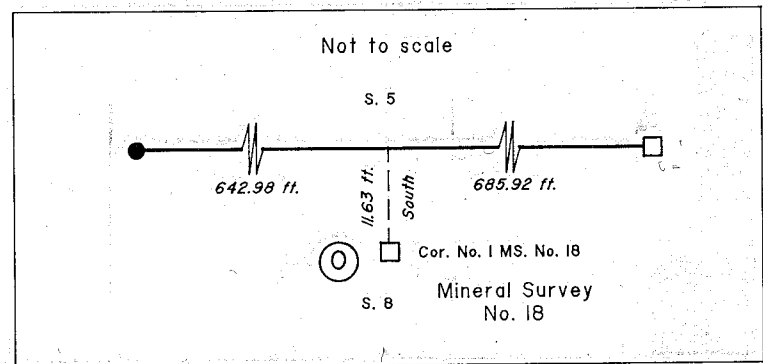 Not to scale
S. 5
642.98 ft.
685.92 ft.
11.63 ft.
South
Cor. No. 1 MS. No. 18
S. 8
Mineral Survey
No. 18